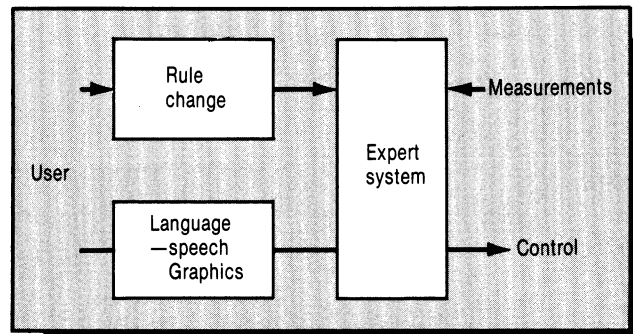 Rule
change
Measurements
User
Expert
system
Language
—speech
Graphics
Control